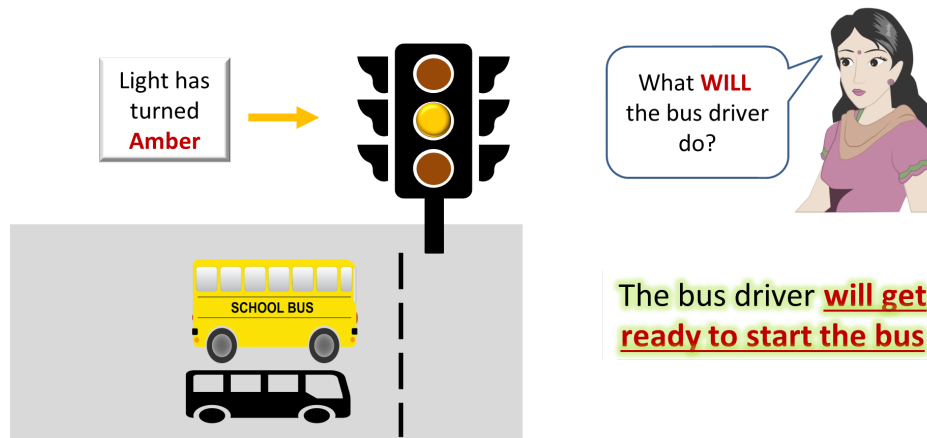 Light has
turned
Amber
What WILL
the bus driver
do?
SCHOOL BUS
The bus driver will get
ready to start the bus